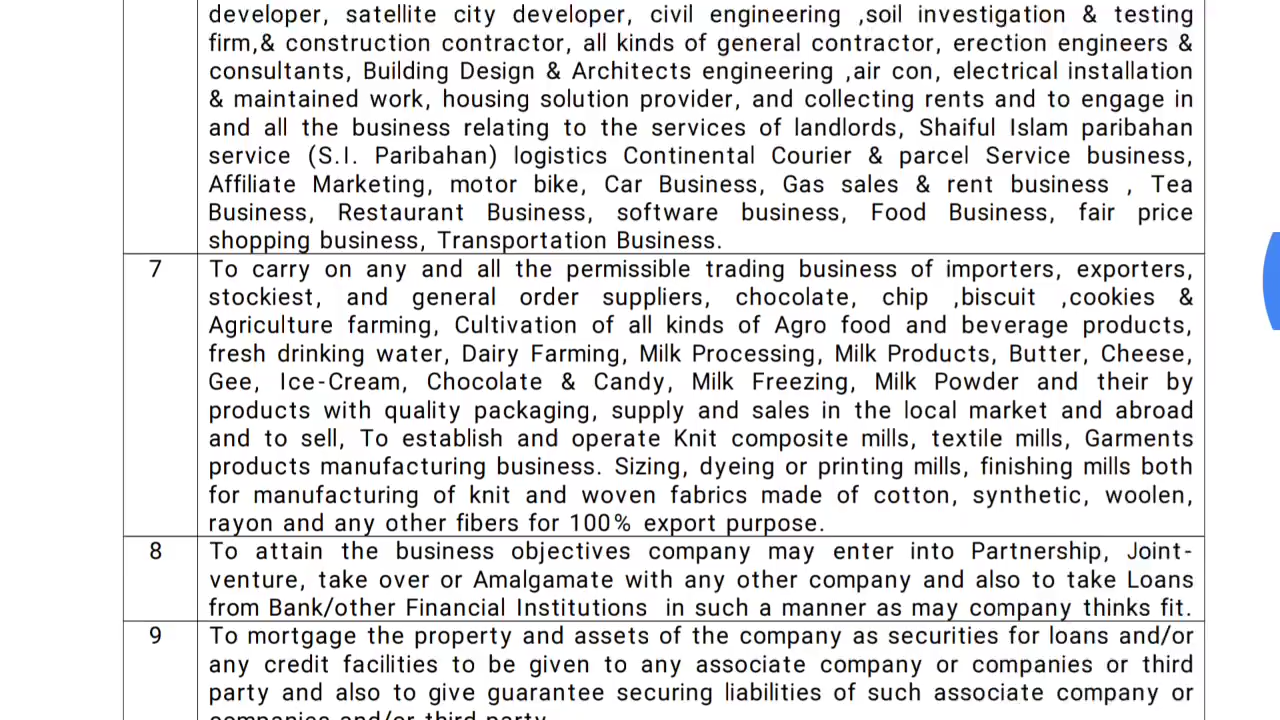 developer, satellite city developer, civil engineering ,soil investigation & testing
firm,& construction contractor, all kinds of general contractor, erection engineers &
consultants, Building Design & Architects engineering ,air con, electrical installation
& maintained work, housing solution provider, and collecting rents and to engage in
and all the business relating to the services of landlords, Shaiful Islam paribahan
service (S.I. Paribahan) logistics Continental Courier & parcel Service business,
Affiliate Marketing, motor bike, Car Business, Gas sales & rent business , Tea
Business, Restaurant Business, software business, Food Business, fair price
shopping business, Transportation Business.
7 To carry on any and all the permissible trading business of importers, exporters,
stockiest, and general order suppliers, chocolate, chip ,biscuit ,cookies &
Agriculture farming, Cultivation of all kinds of Agro food and beverage products,
fresh drinking water, Dairy Farming, Milk Processing, Milk Products, Butter, Cheese,
Gee, Ice-Cream, Chocolate & Candy, Milk Freezing, Milk Powder and their by
products with quality packaging, supply and sales in the local market and abroad
and to sell, To establish and operate Knit composite mills, textile mills, Garments
products manufacturing business. Sizing, dyeing or printing mills, finishing mills both
for manufacturing of knit and woven fabrics made of cotton, synthetic, woolen,
rayon and any other fibers for 100% export purpose.
8 To attain the business objectives company may enter into Partnership, Joint-
venture, take over or Amalgamate with any other company and also to take Loans
from Bank/other Financial Institutions in such a manner as may company thinks fit.
9 To mortgage the property and assets of the company as securities for loans and/or
any credit facilities to be given to any associate company or companies or third
party and also to give guarantee securing liabilities of such associate company or
companies and/or third party.